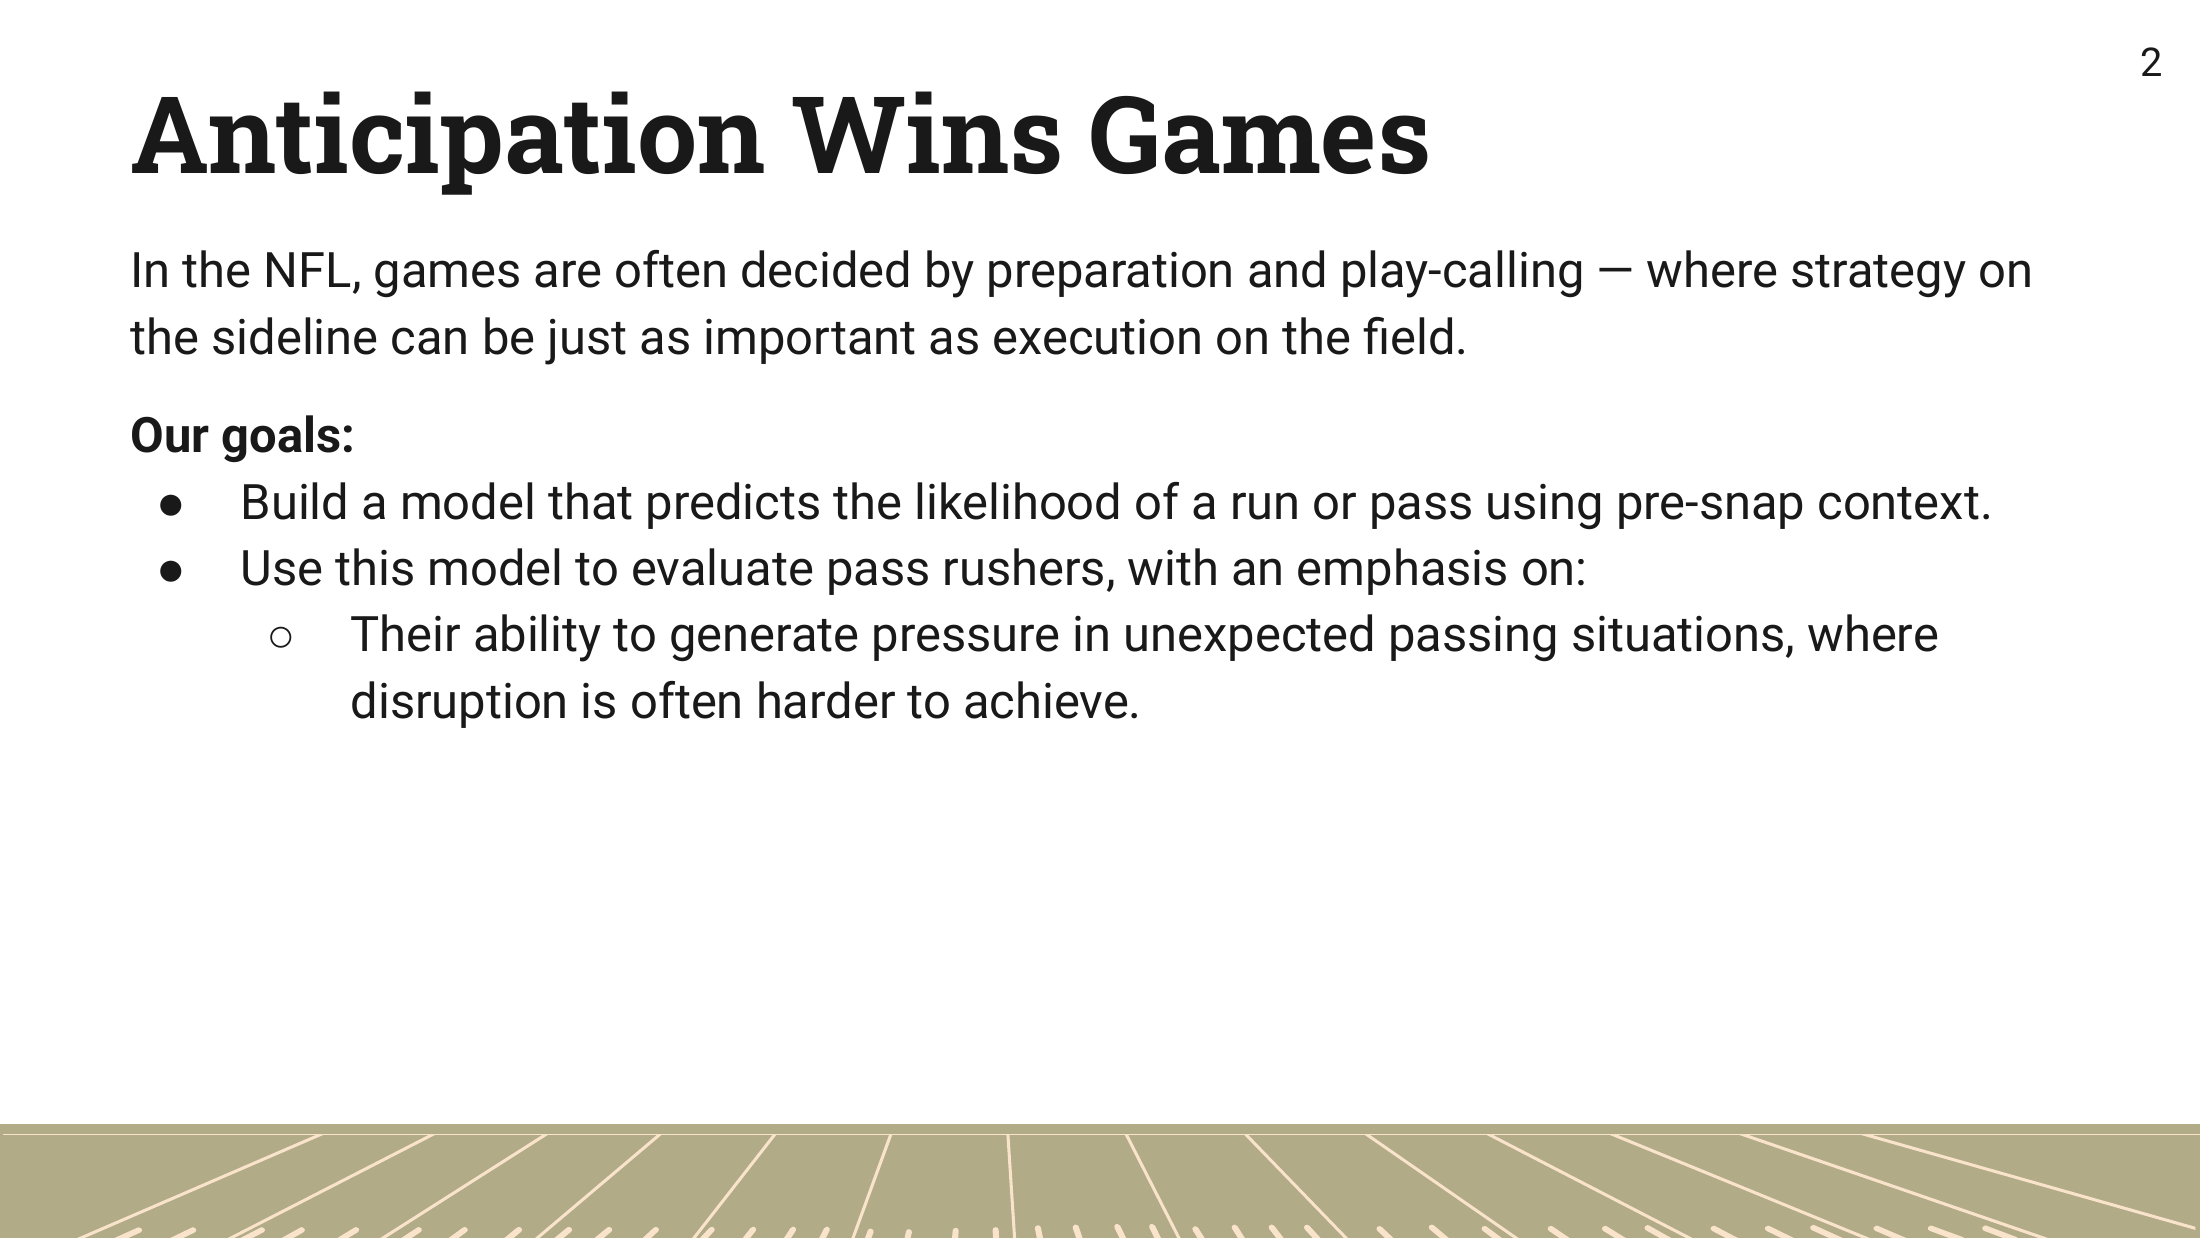 2
Anticipation Wins Games
In the NFL, games are often decided by preparation and play-calling — where strategy on
the sideline can be just as important as execution on the field.
Our goals:
● Build a model that predicts the likelihood of a run or pass using pre-snap context.
● Use this model to evaluate pass rushers, with an emphasis on:
○ Their ability to generate pressure in unexpected passing situations, where
disruption is often harder to achieve.